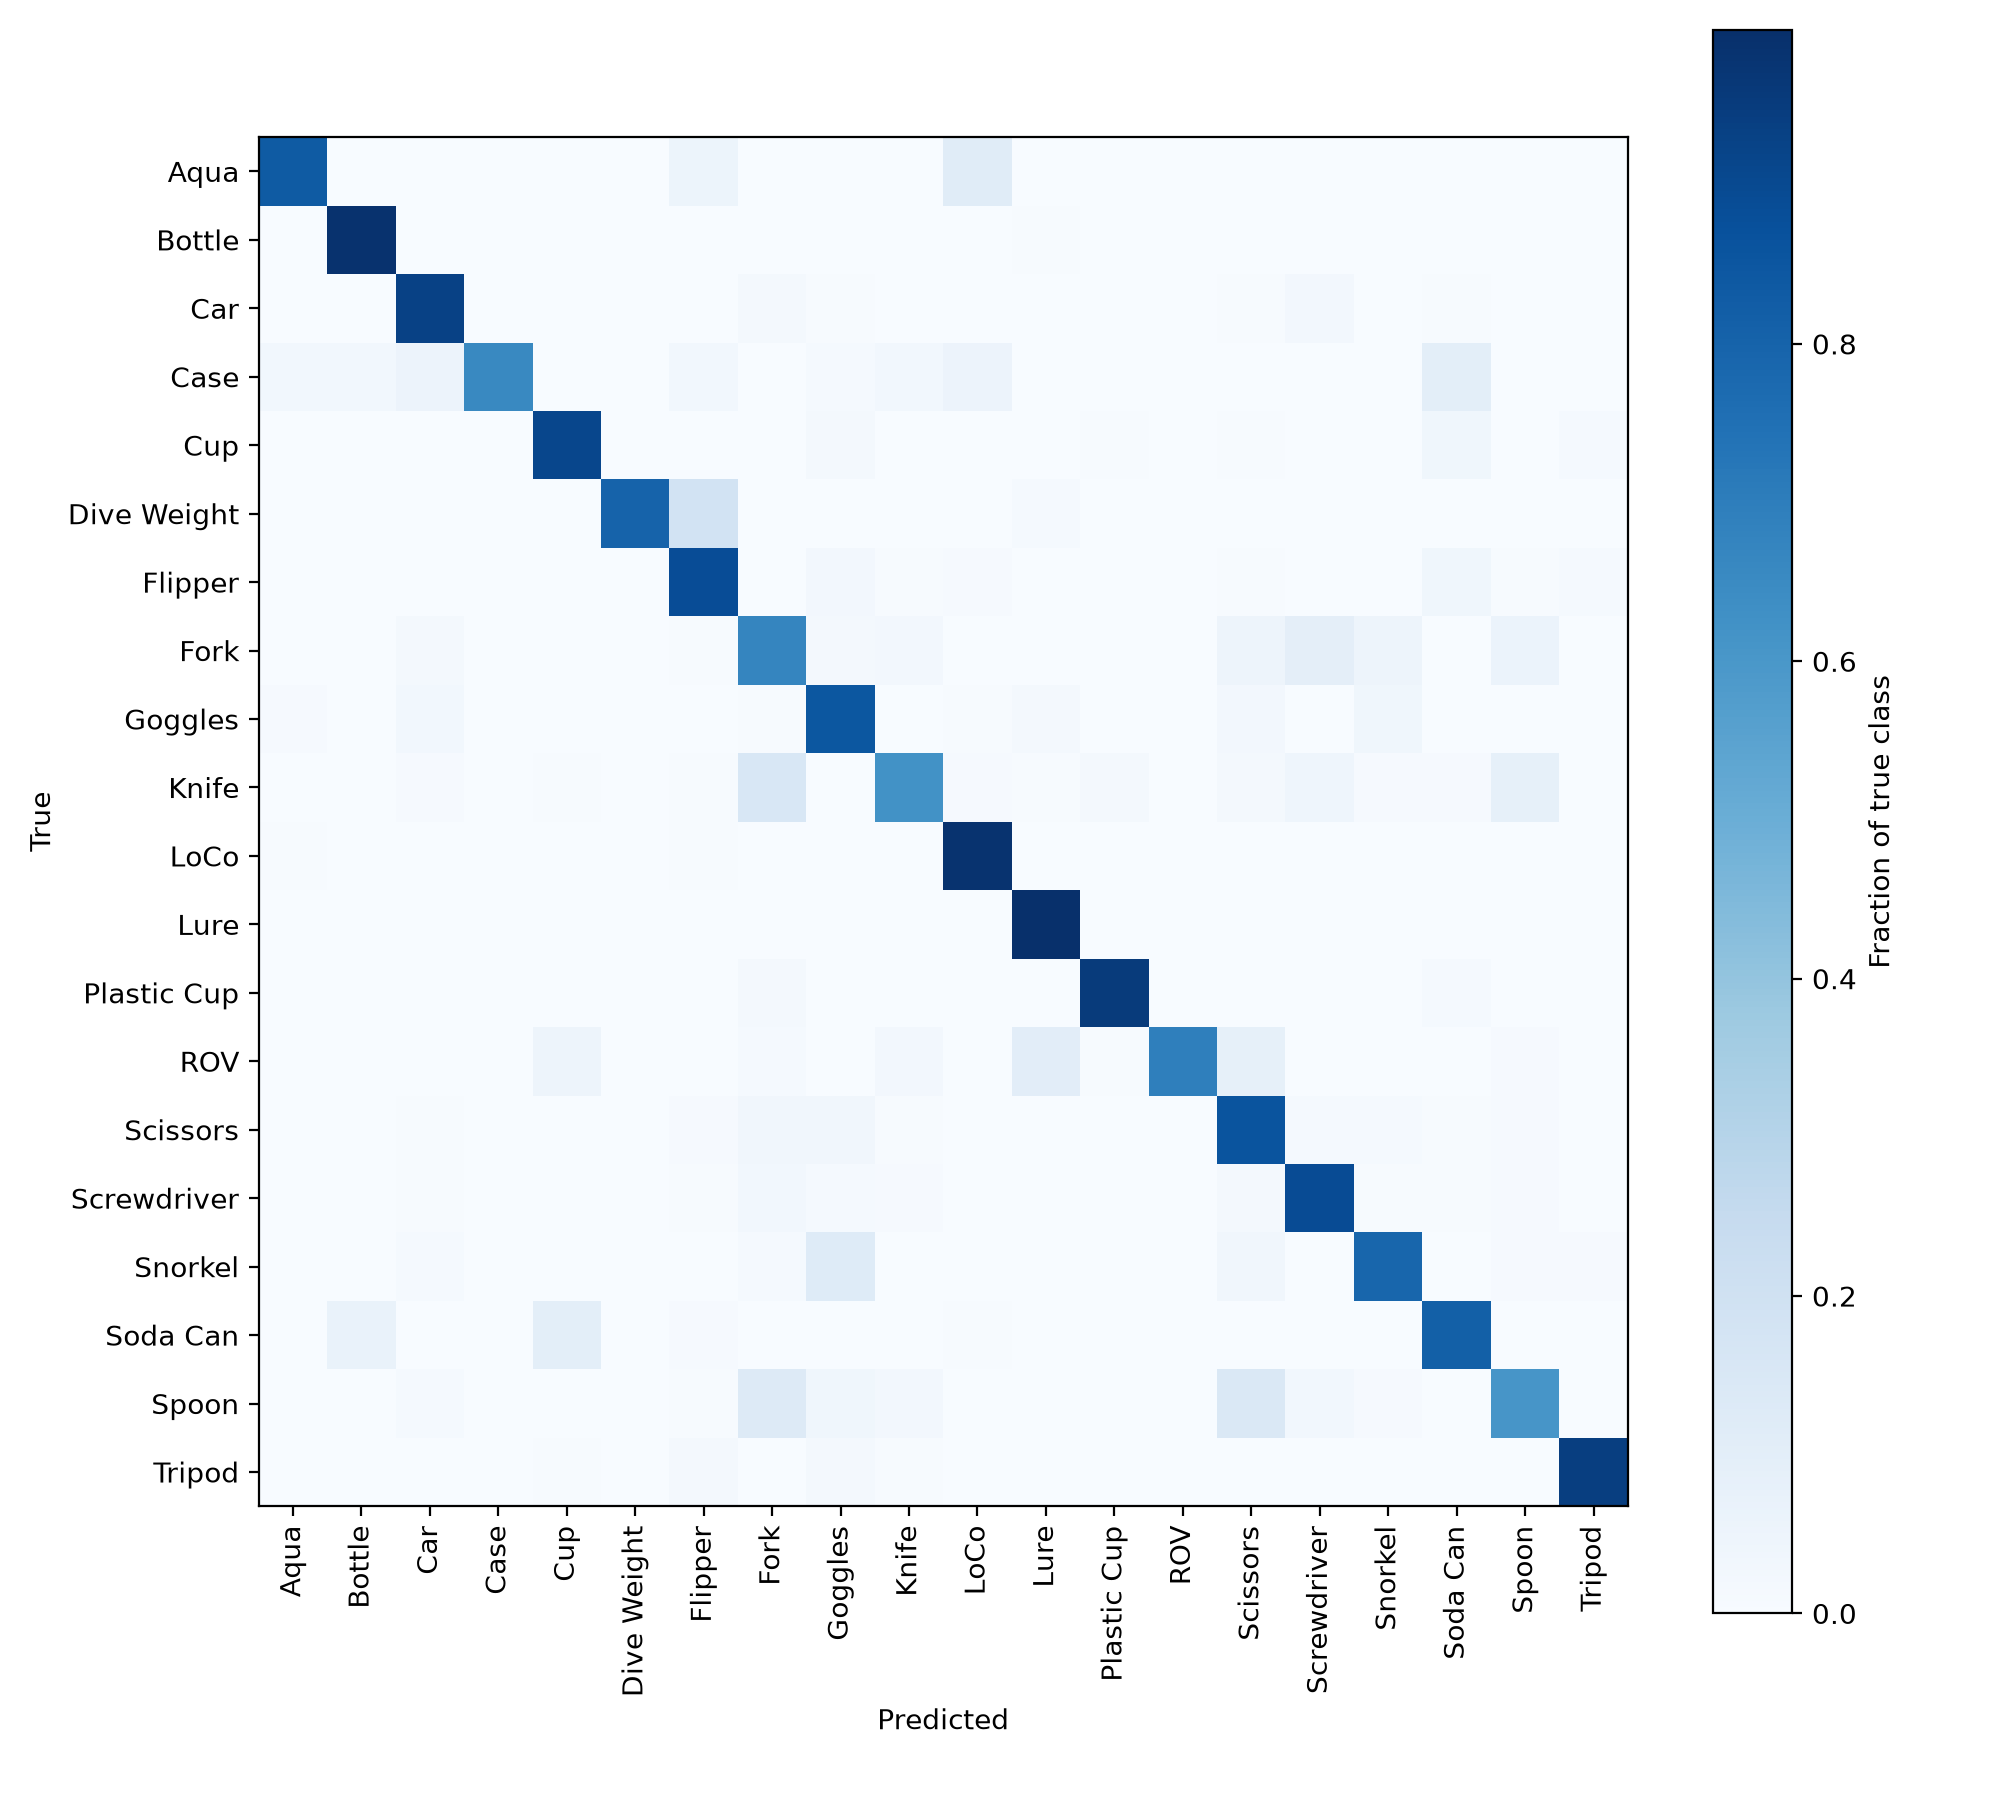 Aqua
Bottle
Car
Case
Cup
Dive Weight
Flipper
Fork
Goggles
Knife
LoCo
Lure
Plastic Cup
ROV
Scissors
Screwdriver
Snorkel
Soda Can
Spoon
Tripod
True
Aqua
Bottle
Car
Case
Cup
Dive Weight
Flipper
Fork
Goggles
Knife
LoCo
Lure
Plastic Cup
ROV
Scissors
Screwdriver
Snorkel
Soda Can
Spoon
Tripod
Predicted
0.8
0.6
0.4
0.2
0.0
Fraction of true class